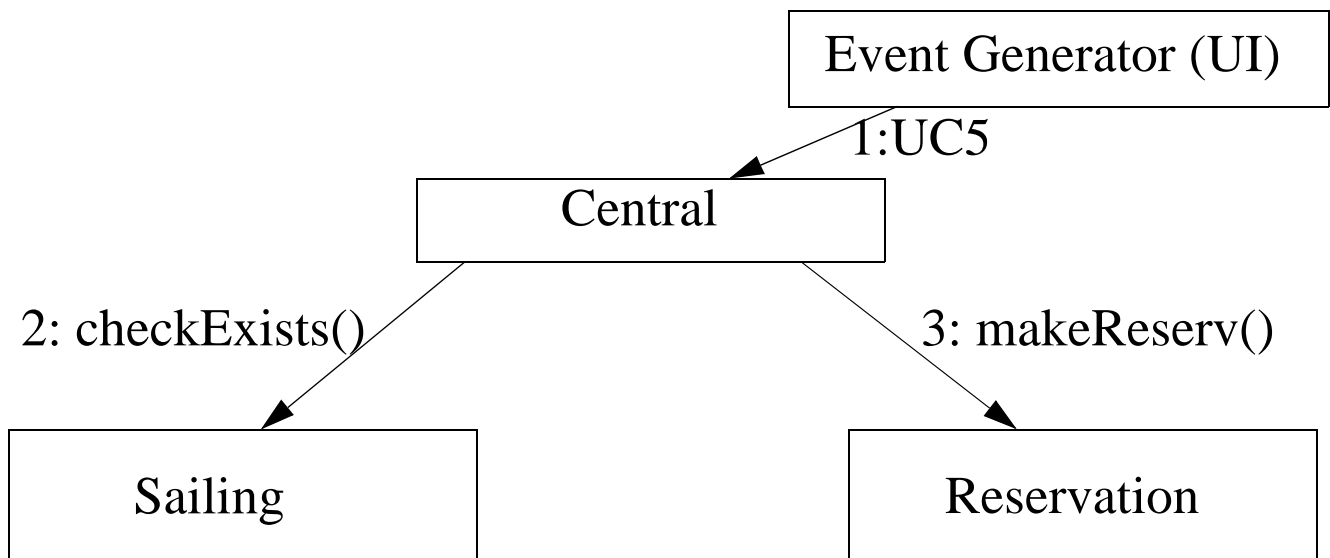 Event Generator (UI)
1:UC5
Central
2: checkExists()
3: makeReserv()
Sailing
Reservation